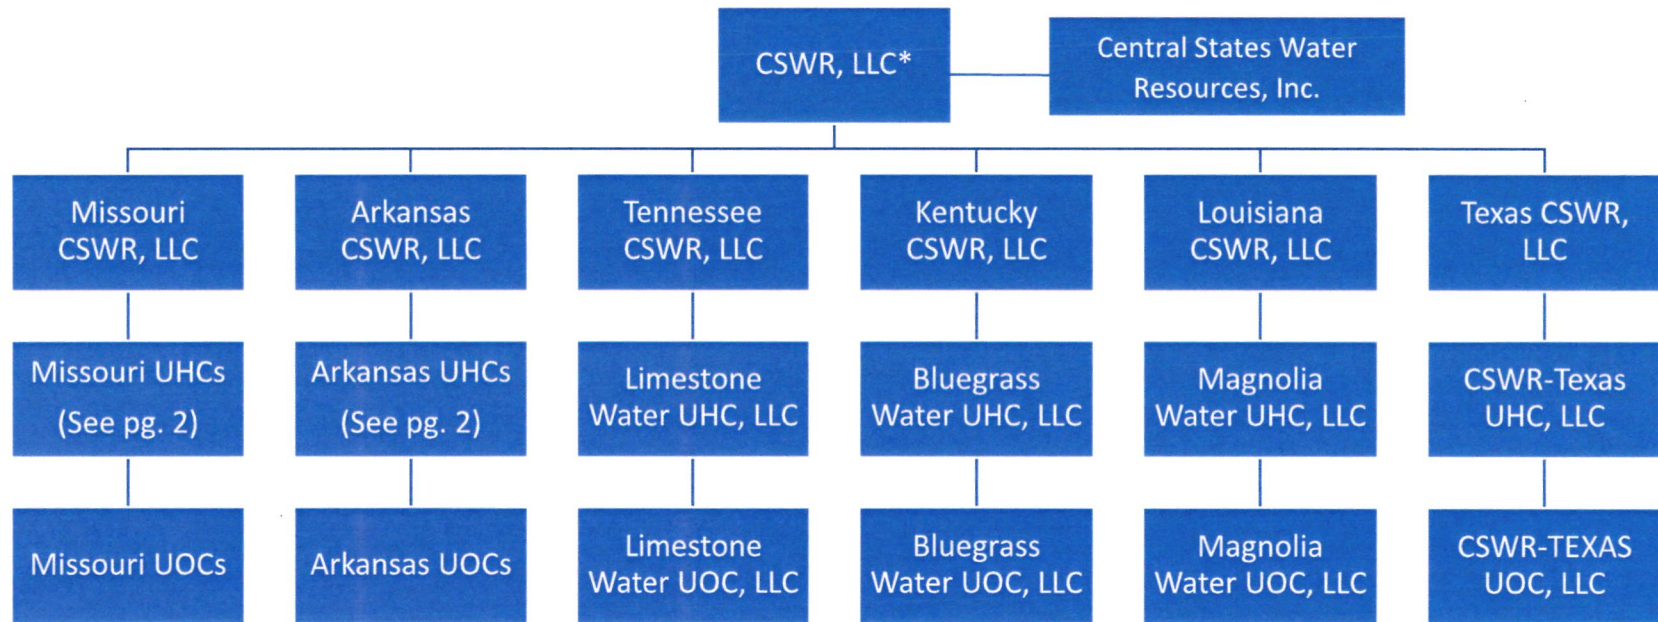 CSWR, LLC*
Central States Water
Resources, Inc.
Missouri
CSWR, LLC
Arkansas
CSWR, LLC
Tennessee
CSWR, LLC
Kentucky
CSWR, LLC
Louisiana
CSWR, LLC
Texas CSWR,
LLC
Missouri UHCs
(See pg. 2)
Arkansas UHCs
(See pg. 2)
Limestone
Water UHC, LLC
Bluegrass
Water UHC, LLC
Magnolia
Water UHC, LLC
CSWR-Texas
UHC, LLC
Missouri UOCs
Arkansas UOCs
Limestone
Water UOC, LLC
Bluegrass
Water UOC, LLC
Magnolia
Water UOC, LLC
CSWR-TEXAS
UOC, LLC